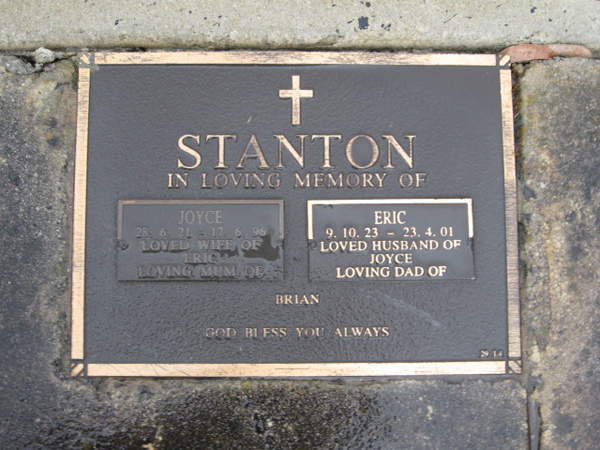 STANTON
IN LOVING MEMORY OF
JOYCE
28. 6. 21 - 17. 6. 96
LOVED WIFE OF
ERIC
LOVING MUM OF
ERIC
9. 10. 23 - 23. 4. 01
LOVED HUSBAND OF
JOYCE
LOVING DAD OF
BRIAN
GOD BLESS YOU ALWAYS